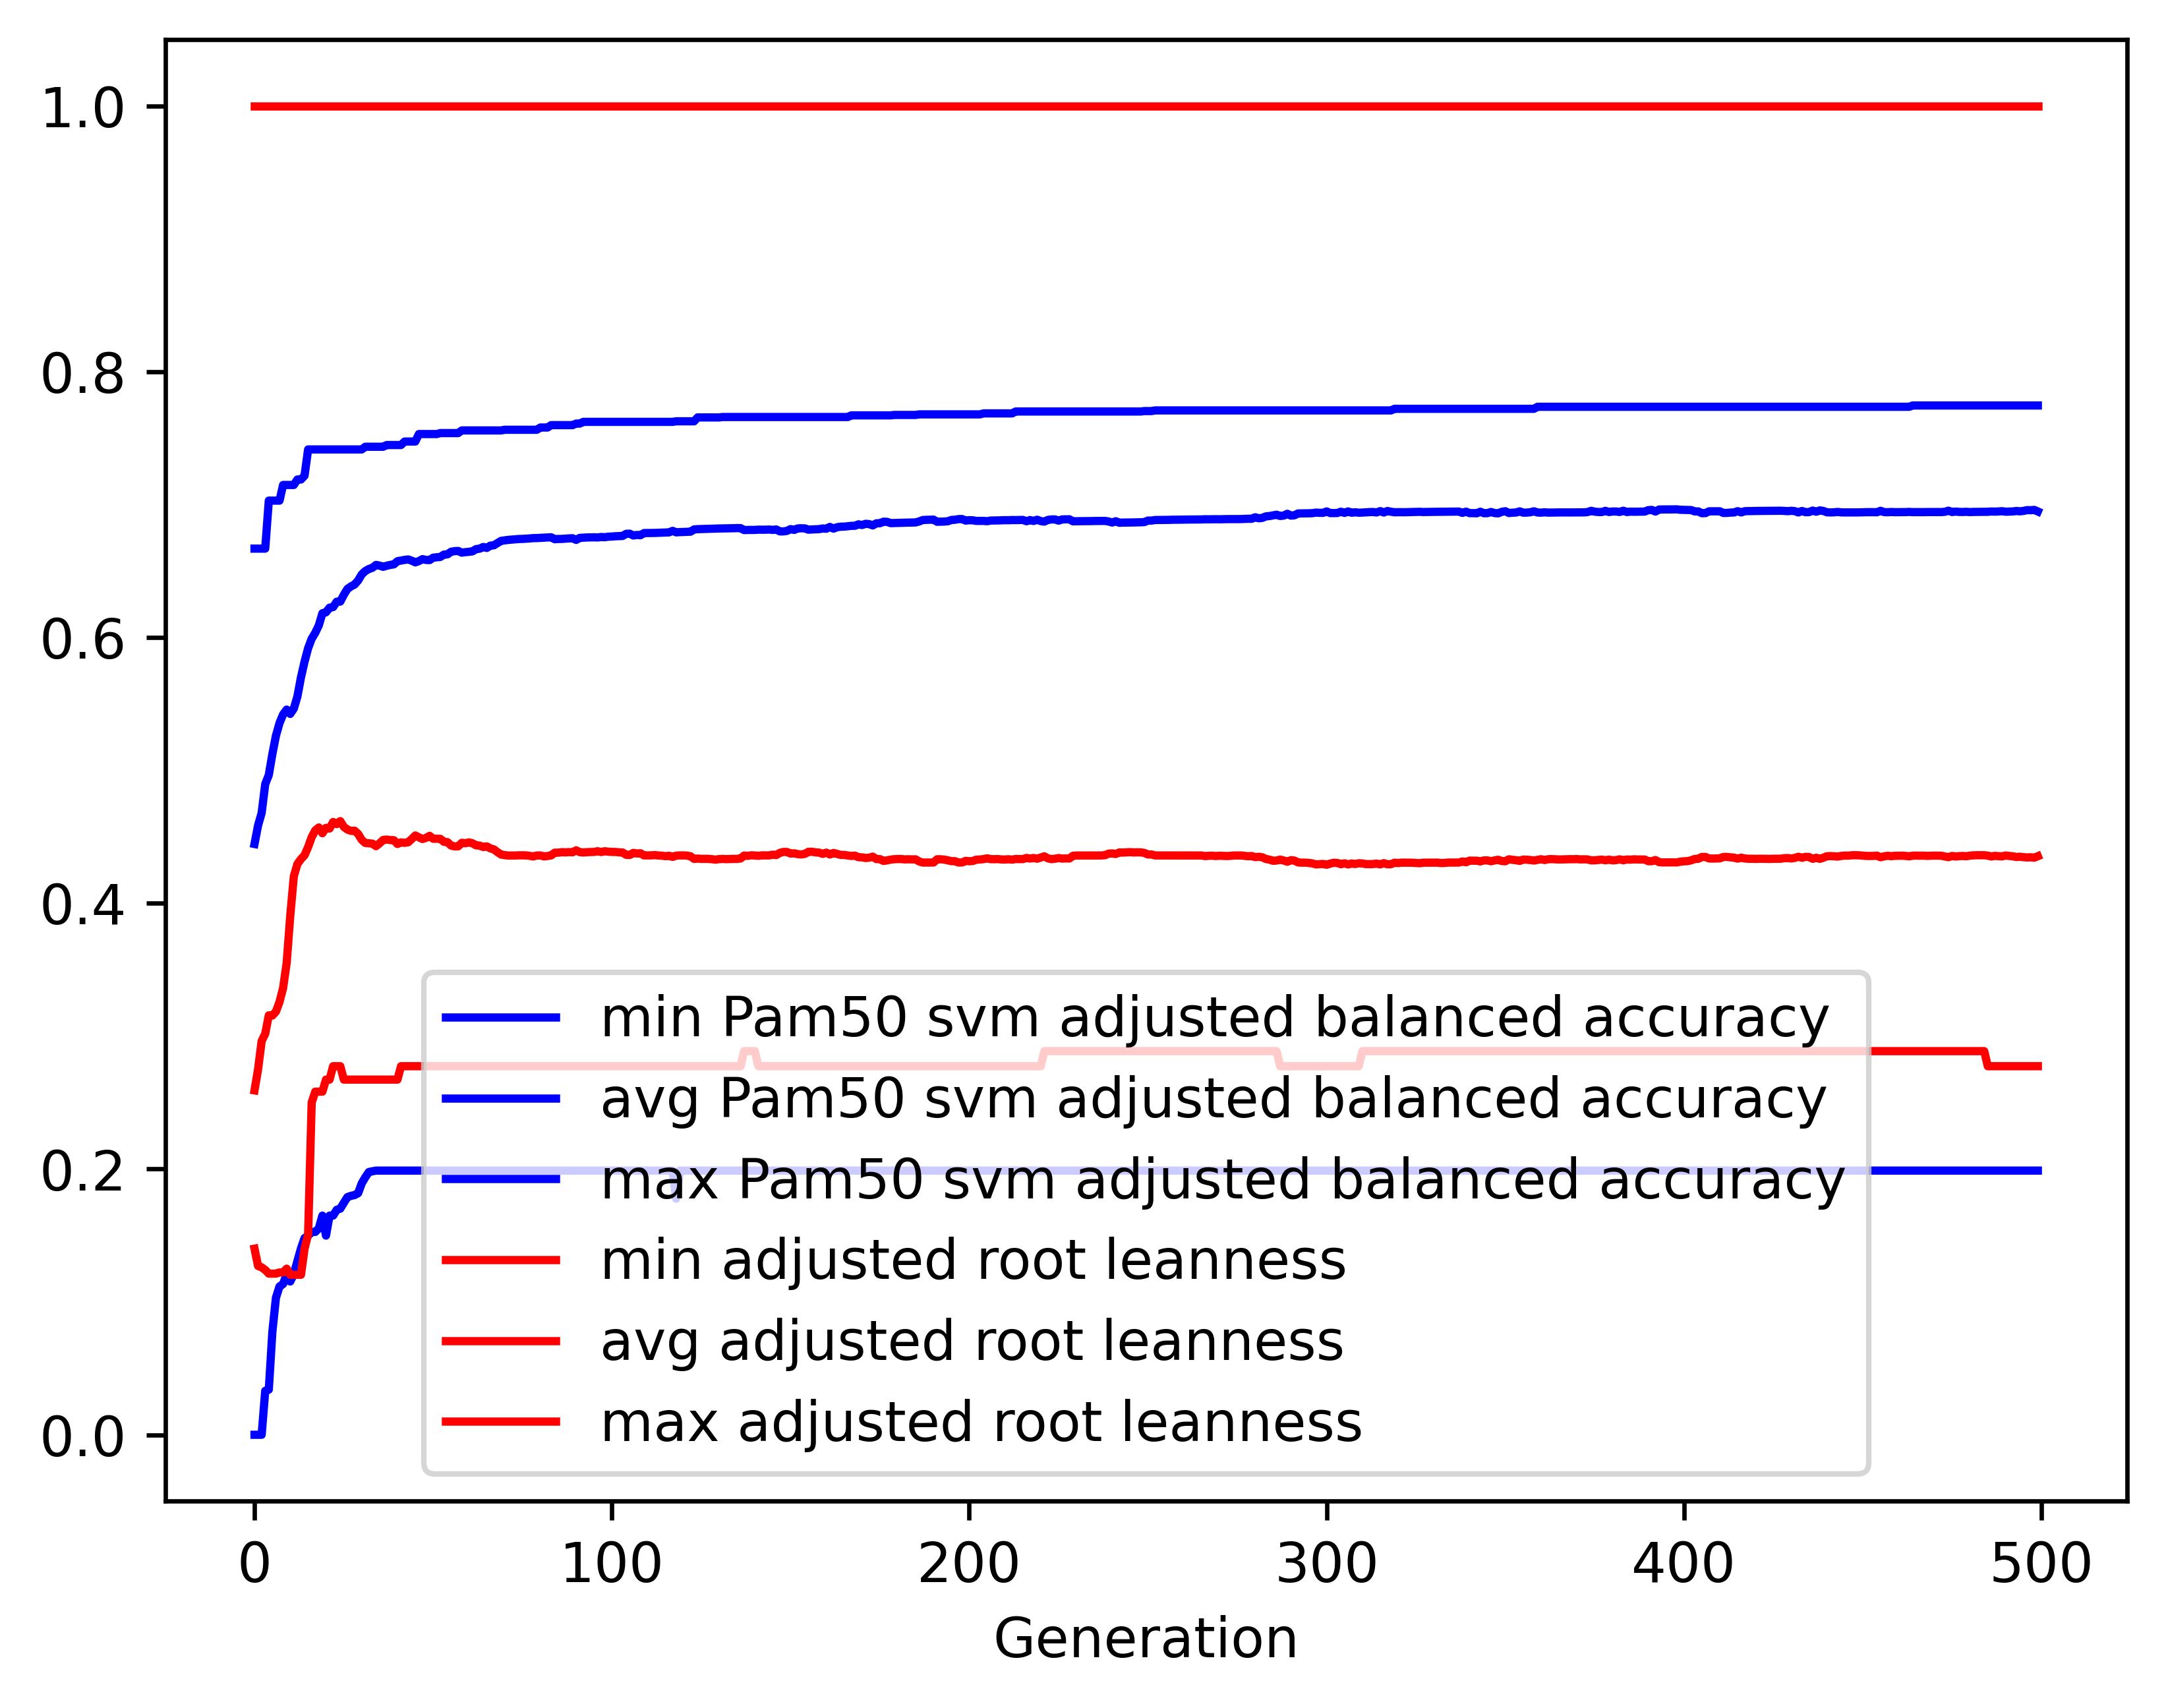 1.0
0.8
0.6
0.4
0.2
0.0
min Pam50 svm adjusted balanced accuracy
avg Pam50 svm adjusted balanced accuracy
max Pam50 svm adjusted balanced accuracy
min adjusted root leanness
avg adjusted root leanness
max adjusted root leanness
0 100 200 300 400 500
Generation